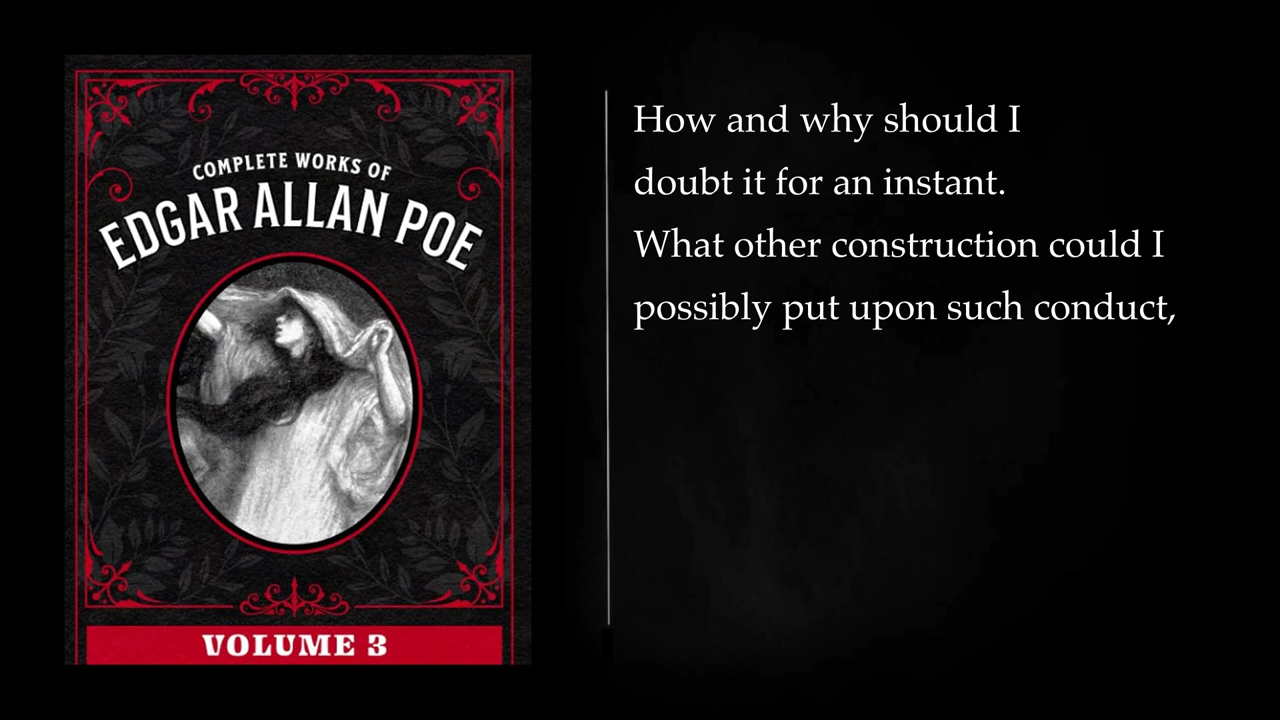 COMPLETE WORKS OF
EDGAR ALLAN POE
VOLUME 3
How and why should I
doubt it for an instant.
What other construction could I
possibly put upon such conduct,